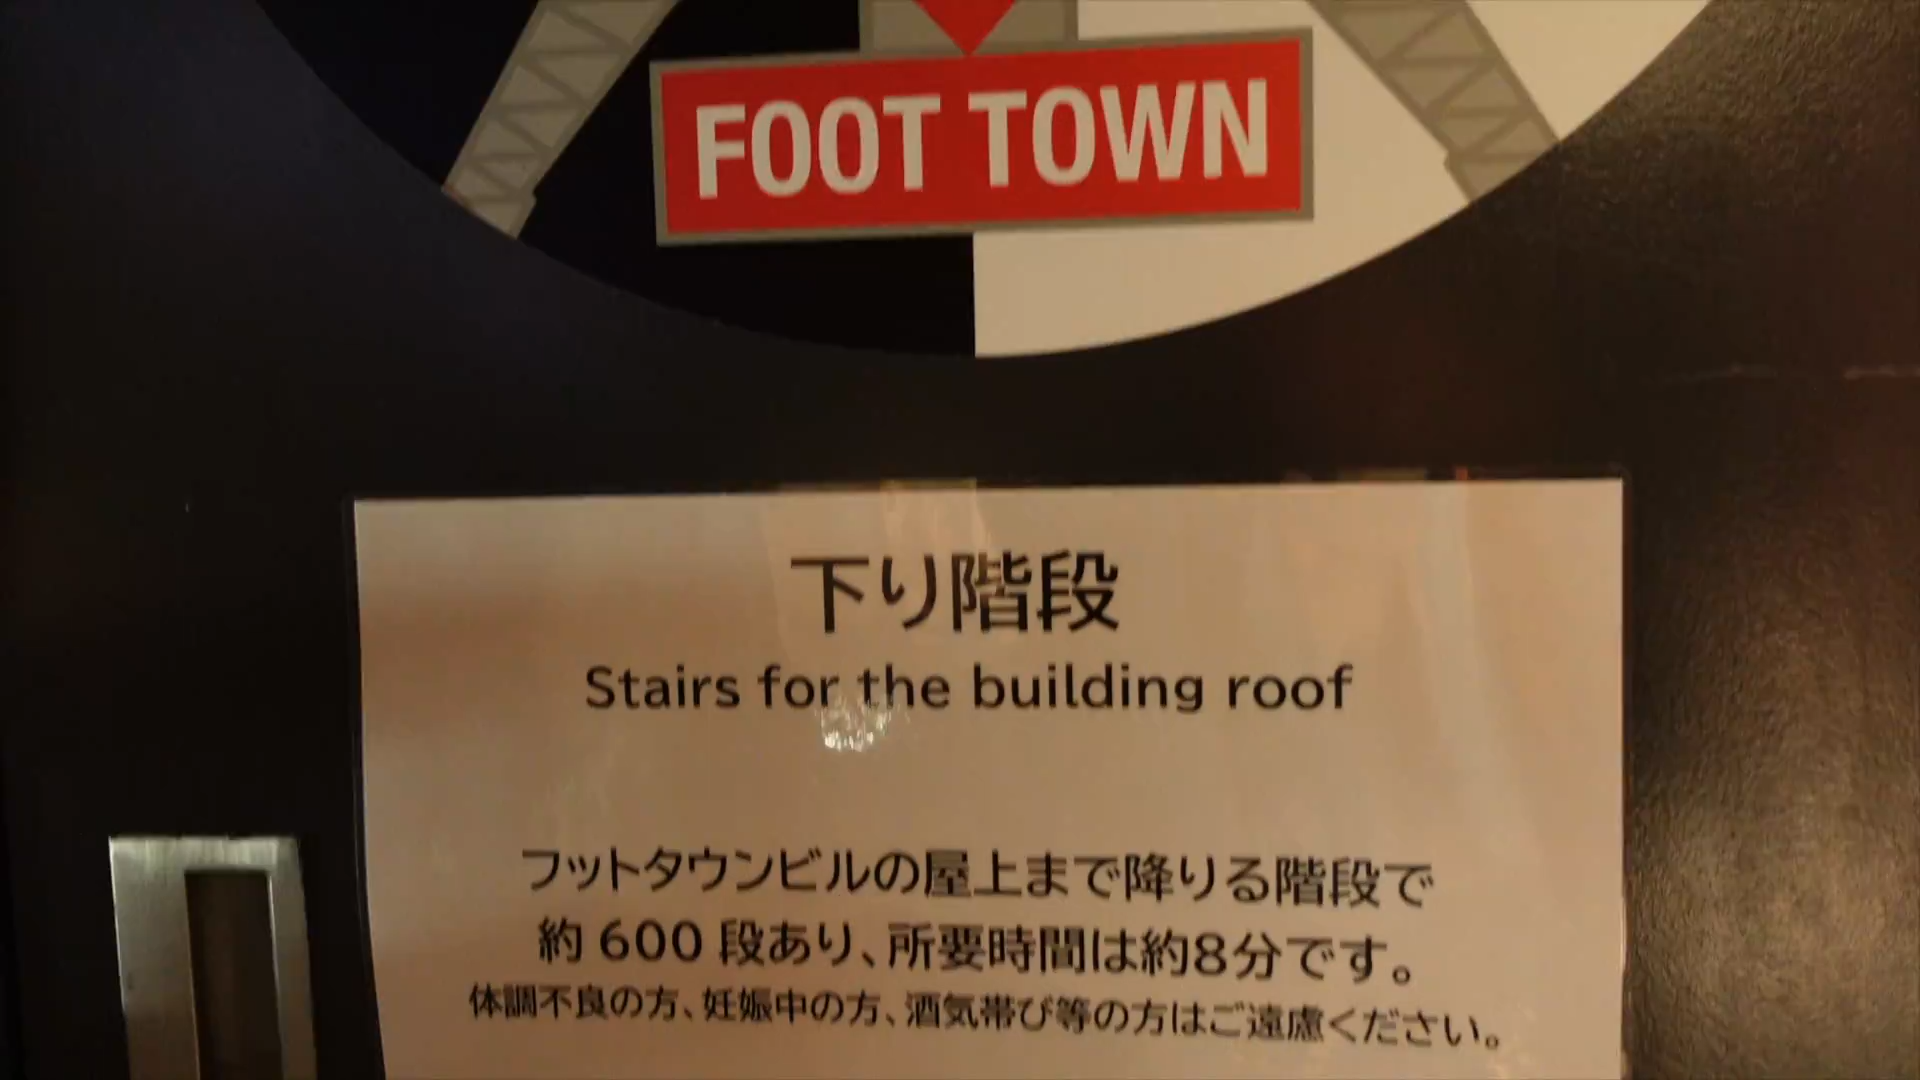 FOOT TOWN
下り階段
Stairs for the building roof
フットタウンビルの屋上まで降りる階段で
約600段あり、所要時間は約8分です。
体調不良の方、妊娠中の方、酒気帯び等の方はご遠慮ください。